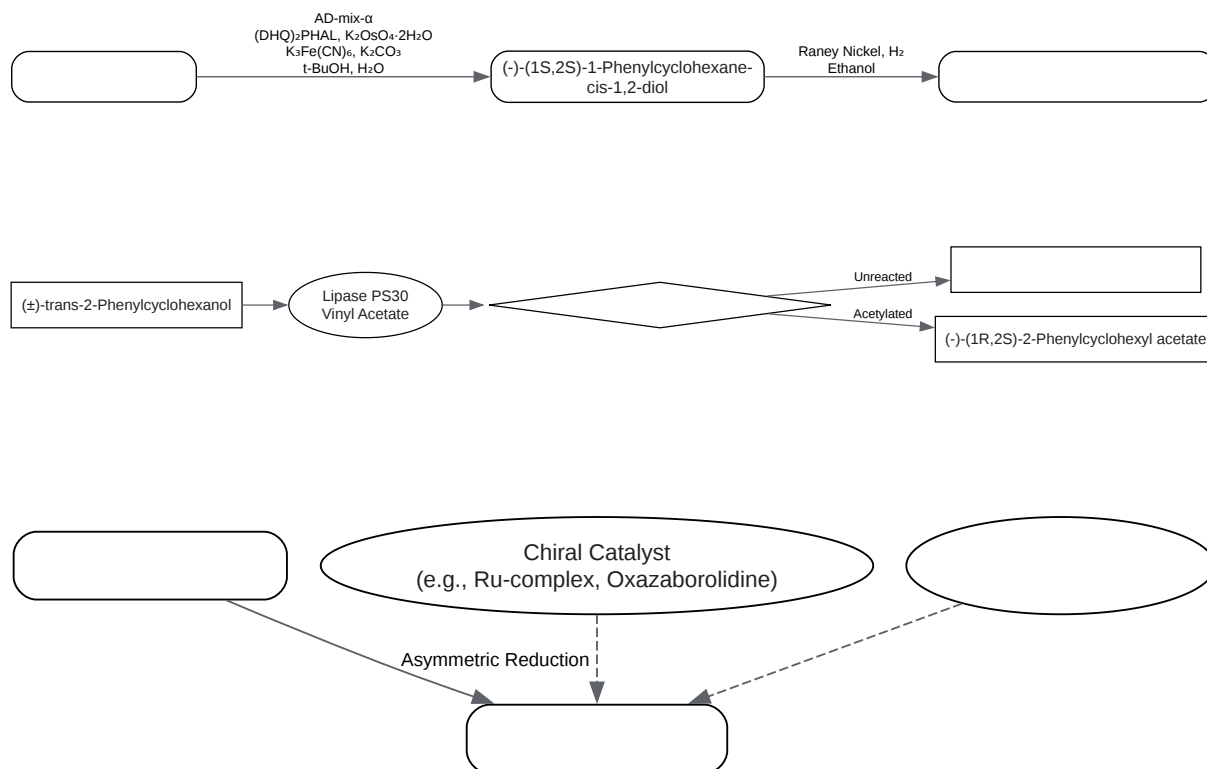 AD-mix-α
(DHQ)₂PHAL, K₂OsO₄·2H₂O
K₃Fe(CN)₆, K₂CO₃
t-BuOH, H₂O
(-)-(1S,2S)-1-Phenylcyclohexane-
cis-1,2-diol
Raney Nickel, H₂
Ethanol
(±)-trans-2-Phenylcyclohexanol
Lipase PS30
Vinyl Acetate
Unreacted
Acetylated
(-)-(1R,2S)-2-Phenylcyclohexyl acetate
Chiral Catalyst
(e.g., Ru-complex, Oxazaborolidine)
Asymmetric Reduction